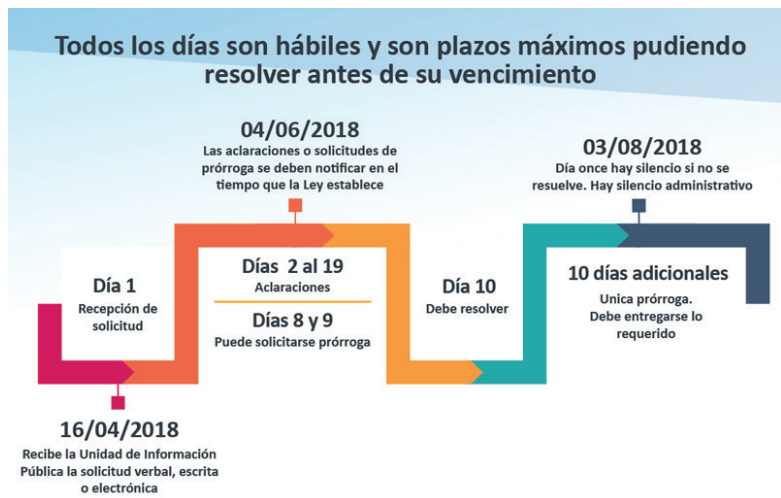 Todos los días son hábiles y son plazos máximos pudiendo
resolver antes de su vencimiento
04/06/2018
Las aclaraciones o solicitudes de
prórroga se deben notificar en el
tiempo que la Ley establece
03/08/2018
Día once hay silencio si no se
resuelve. Hay silencio administrativo
Día 1
Recepción de
solicitud
Días 2 al 19
Aclaraciones
Días 8 y 9
Puede solicitarse prórroga
Día 10
Debe resolver
10 días adicionales
Unica prórroga.
Debe entregarse lo
requerido
16/04/2018
Recibe la Unidad de Información
Pública la solicitud verbal, escrita
o electrónica